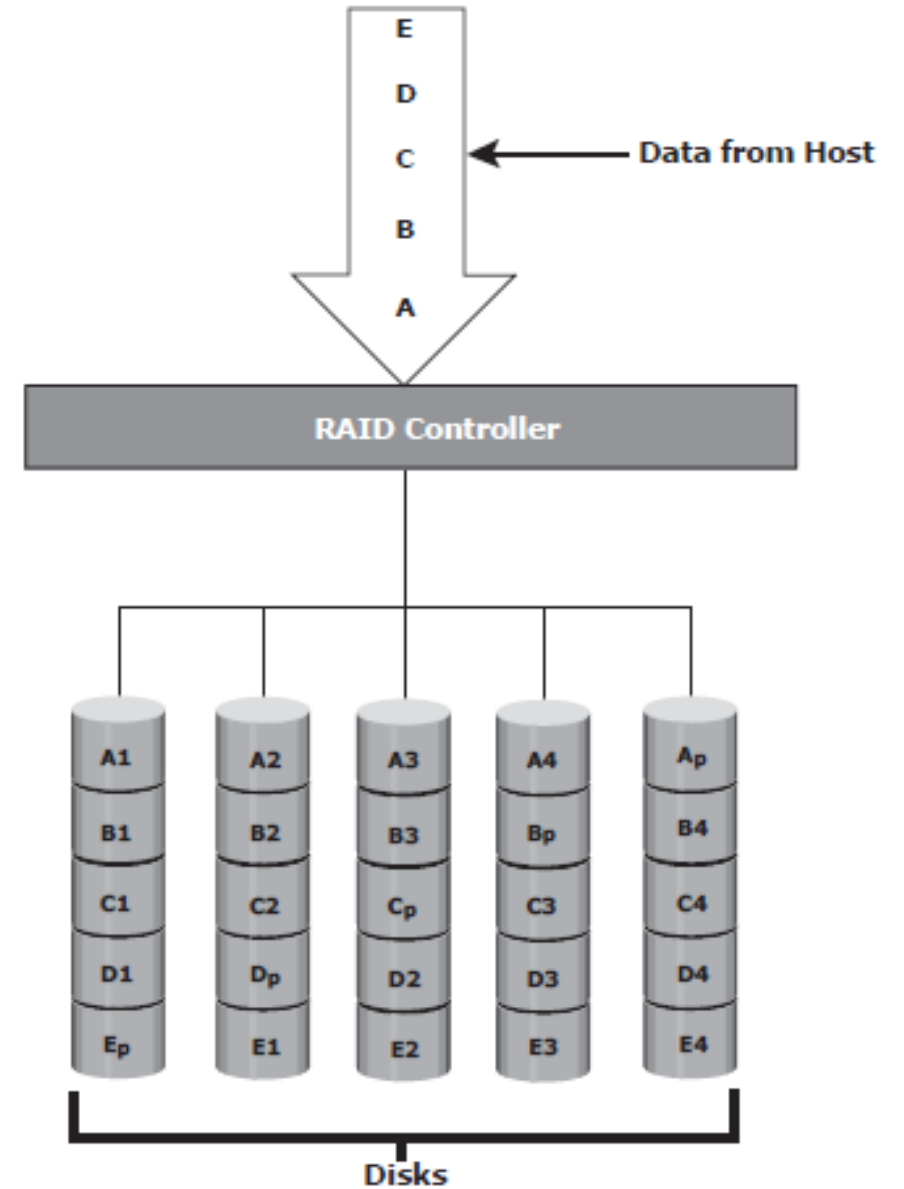 E
D
C
Data from Host
B
A
RAID Controller
A1 A2 A3 A4 Ap
B1 B2 B3 Bp B4
C1 C2 Cp C3 C4
D1 Dp D2 D3 D4
Ep E1 E2 E3 E4
Disks